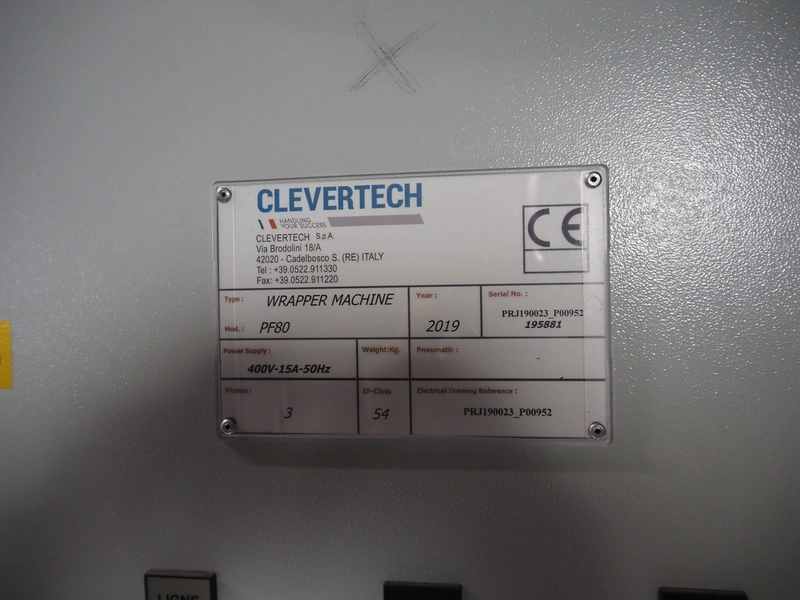 CLEVERTECH
HANDLING
YOUR SUCCESS
CLEVERTECH S.p.A.
Via Brodolini 18/A
42020 - Cadelbosco S. (RE) ITALY
Tel : +39.0522.911330
Fax: +39.0522.911220
CE
Type : WRAPPER MACHINE
Mod. : PF80
Year :
2019
Serial No. :
PRJ190023_P00952
195881
Power Supply :
400V-15A-50Hz
Weight:Kg.
Pneumatic :
Phases :
3
IP-Class
54
Electrical Drawing Reference :
PRJ190023_P00952
LIGNE